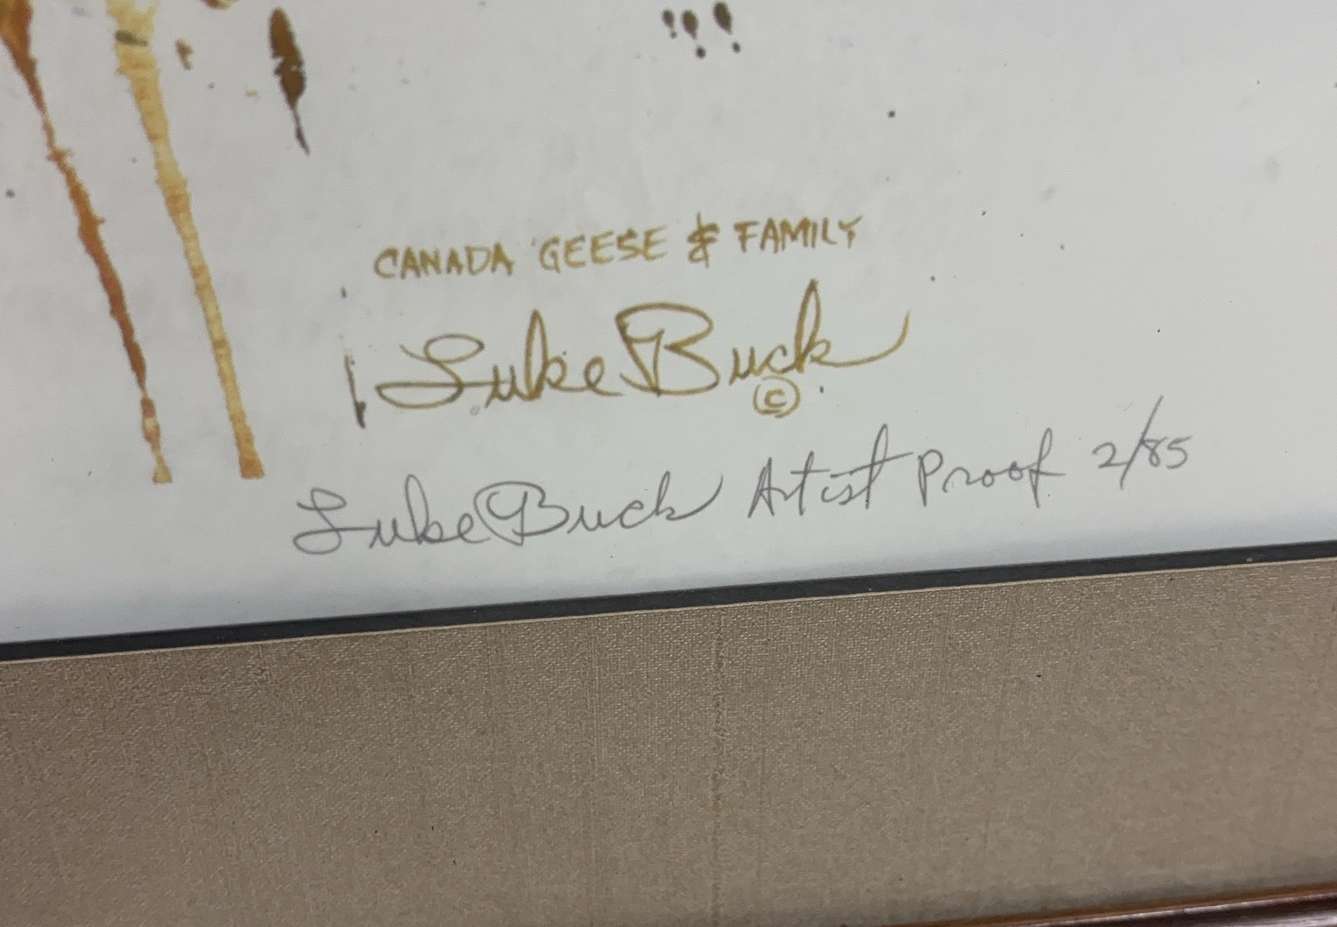 CANADA GEESE & FAMILY
Luke Buck
©
Luke Buck Artist Proof 2/85